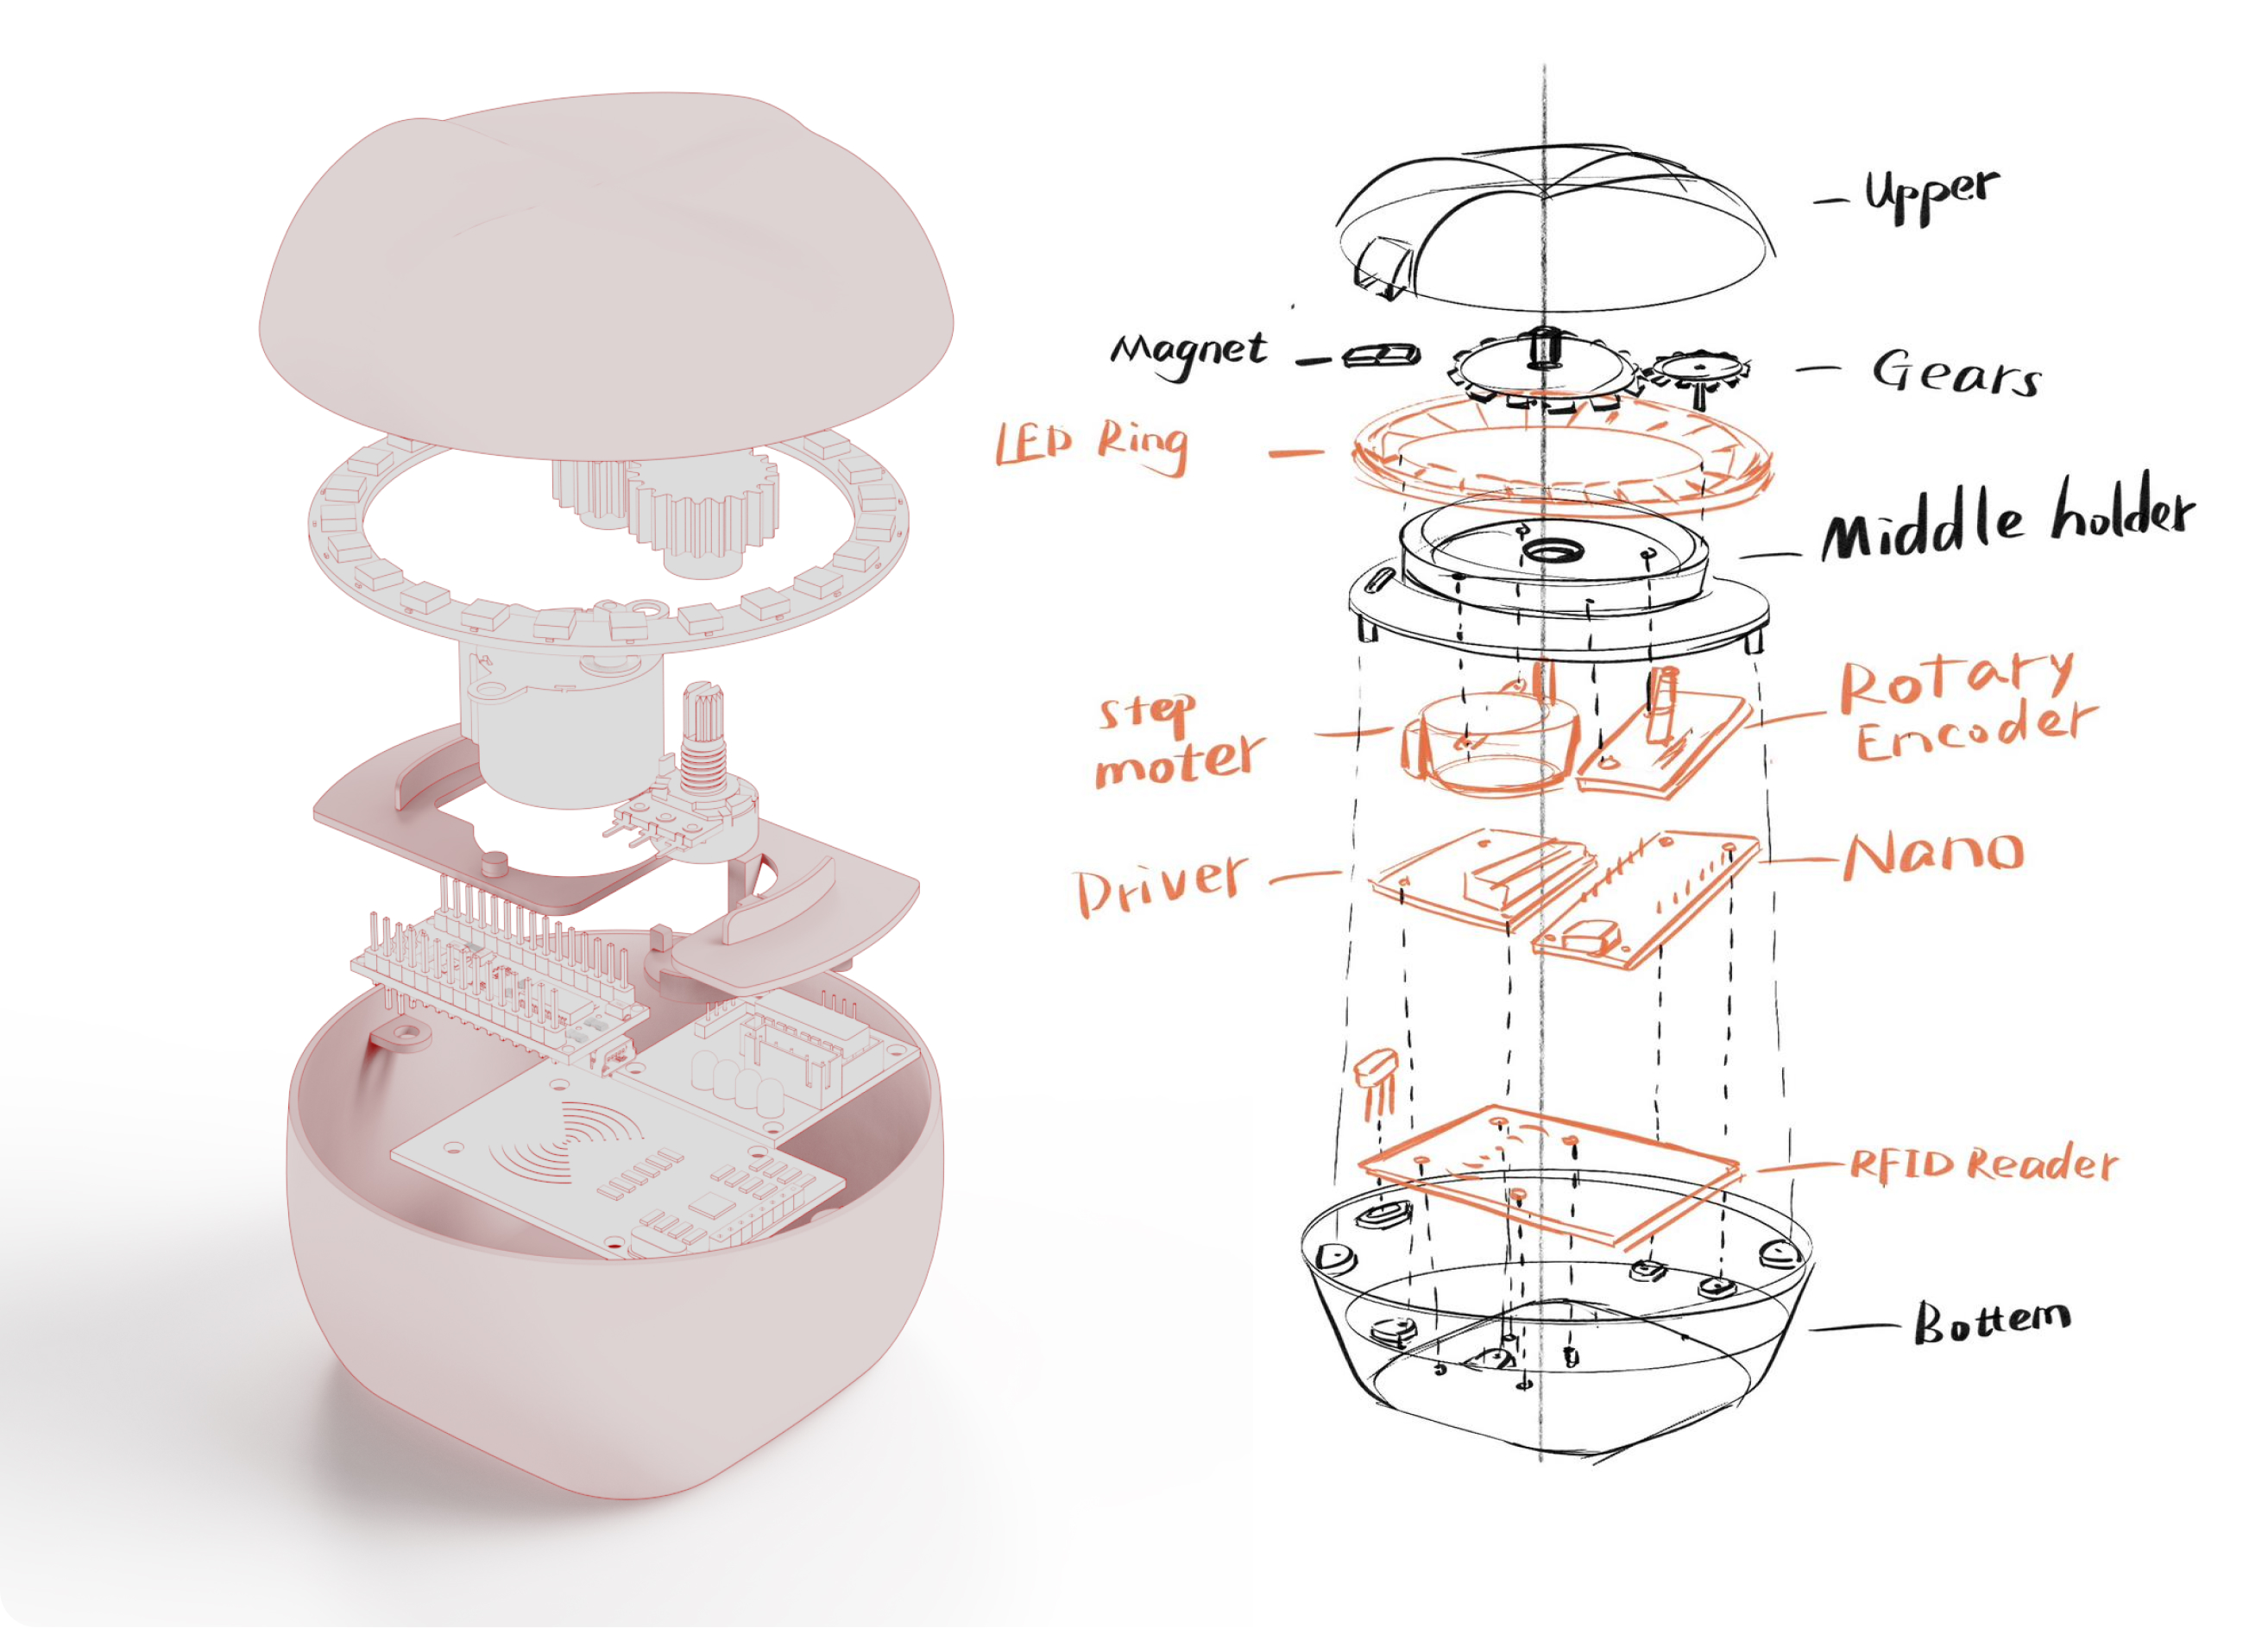 Upper
Magnet
Gears
LED Ring
Middle holder
Step
moter
Rotary
Encoder
Driver
Nano
RFID Reader
Bottem